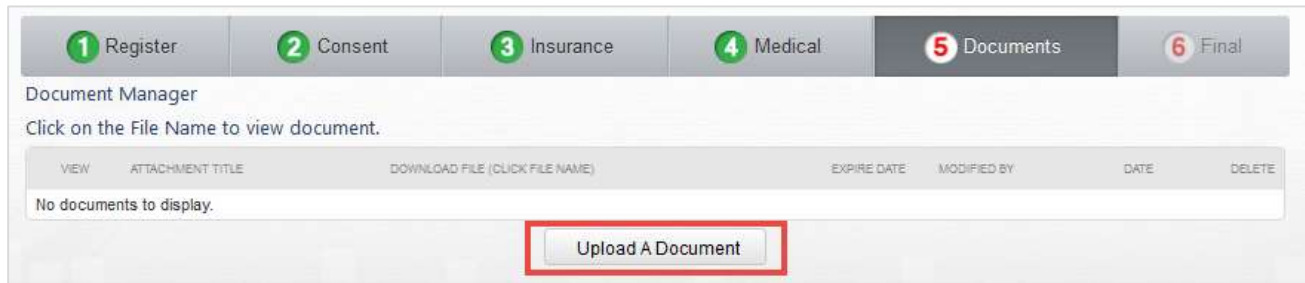 1 Register 2 Consent 3 Insurance 4 Medical 5 Documents 6 Final
Document Manager
Click on the File Name to view document.
VIEW ATTACHMENT TITLE DOWNLOAD FILE (CLICK FILE NAME) EXPIRE DATE MODIFIED BY DATE DELETE
No documents to display.
Upload A Document